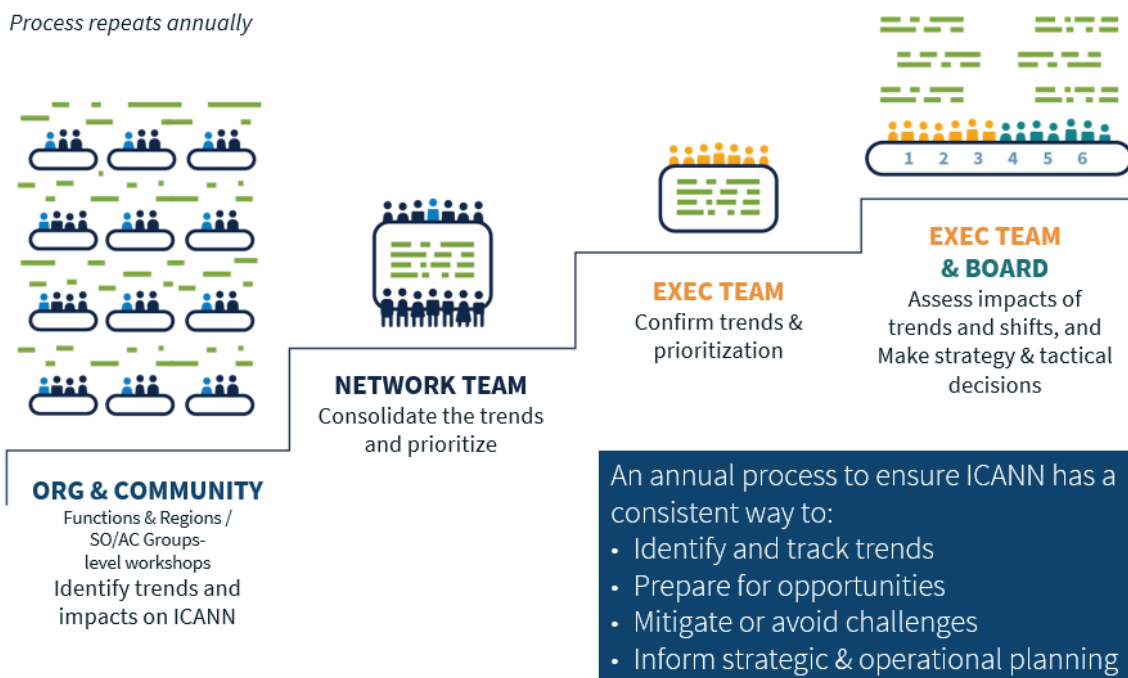 Process repeats annually
1 2 3 4 5 6
ORG & COMMUNITY
Functions & Regions /
SO/AC Groups-
level workshops
Identify trends and
impacts on ICANN
NETWORK TEAM
Consolidate the trends
and prioritize
EXEC TEAM
Confirm trends &
prioritization
EXEC TEAM
& BOARD
Assess impacts of
trends and shifts, and
Make strategy & tactical
decisions
An annual process to ensure ICANN has a
consistent way to:
• Identify and track trends
• Prepare for opportunities
• Mitigate or avoid challenges
• Inform strategic & operational planning